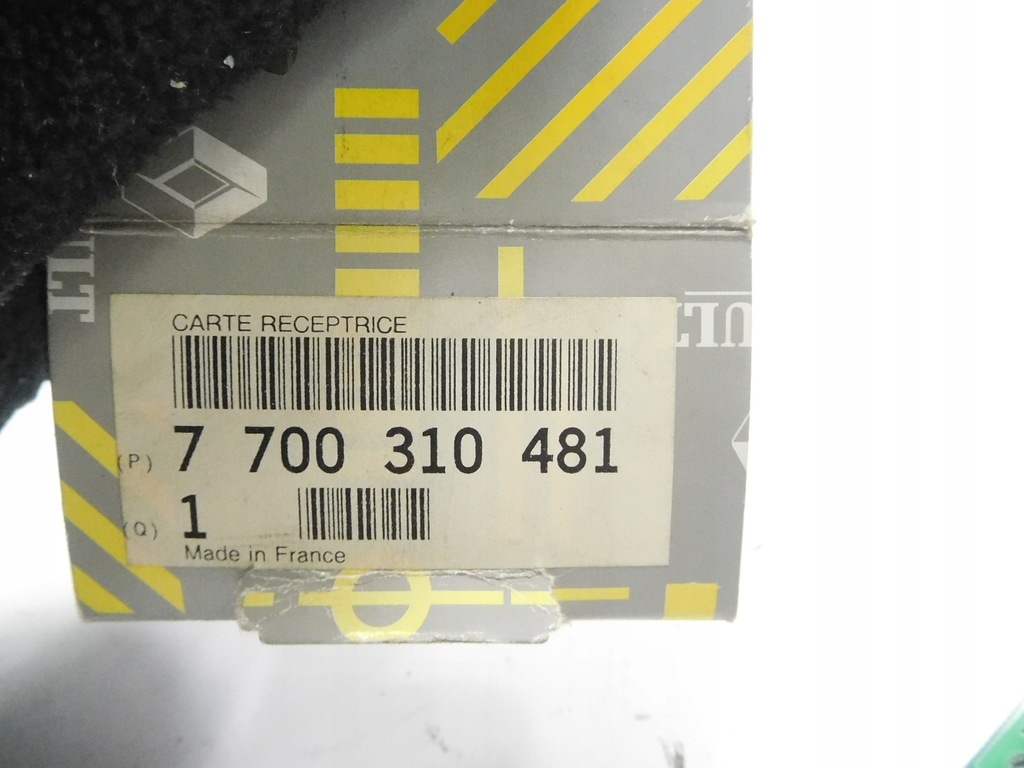 CARTE RECEPTRICE
(P) 7 700 310 481
(Q) 1
Made in France